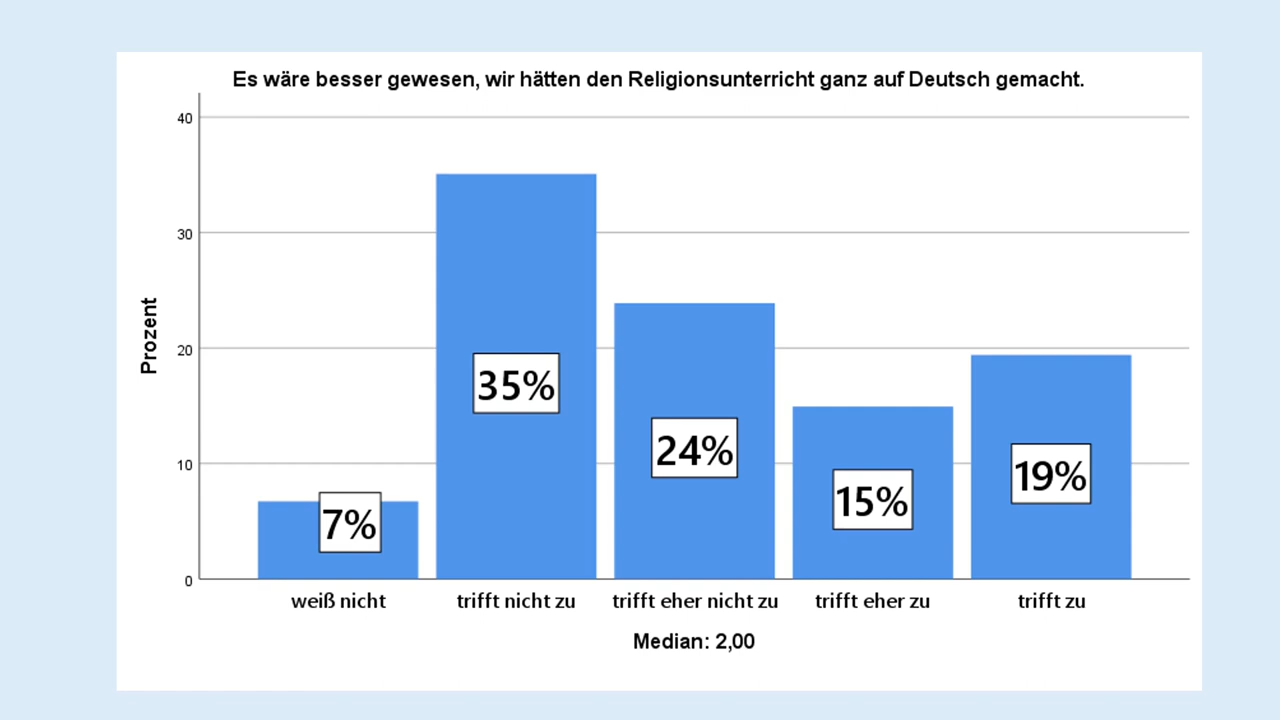 Es wäre besser gewesen, wir hätten den Religionsunterricht ganz auf Deutsch gemacht.
40
30
20
10
0
Prozent
7%
35%
24%
15%
19%
weiß nicht
trifft nicht zu
trifft eher nicht zu
trifft eher zu
trifft zu
Median: 2,00